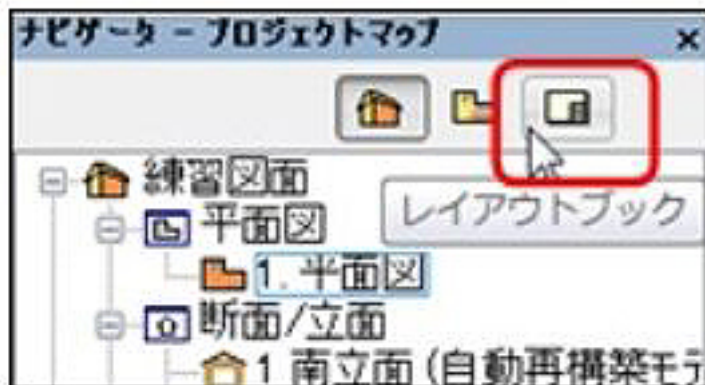 ナビゲータ - プロジェクトマップ
練習図面
レイアウトブック
平面図
1. 平面図
断面/立面
1 南立面(自動再構築モデ